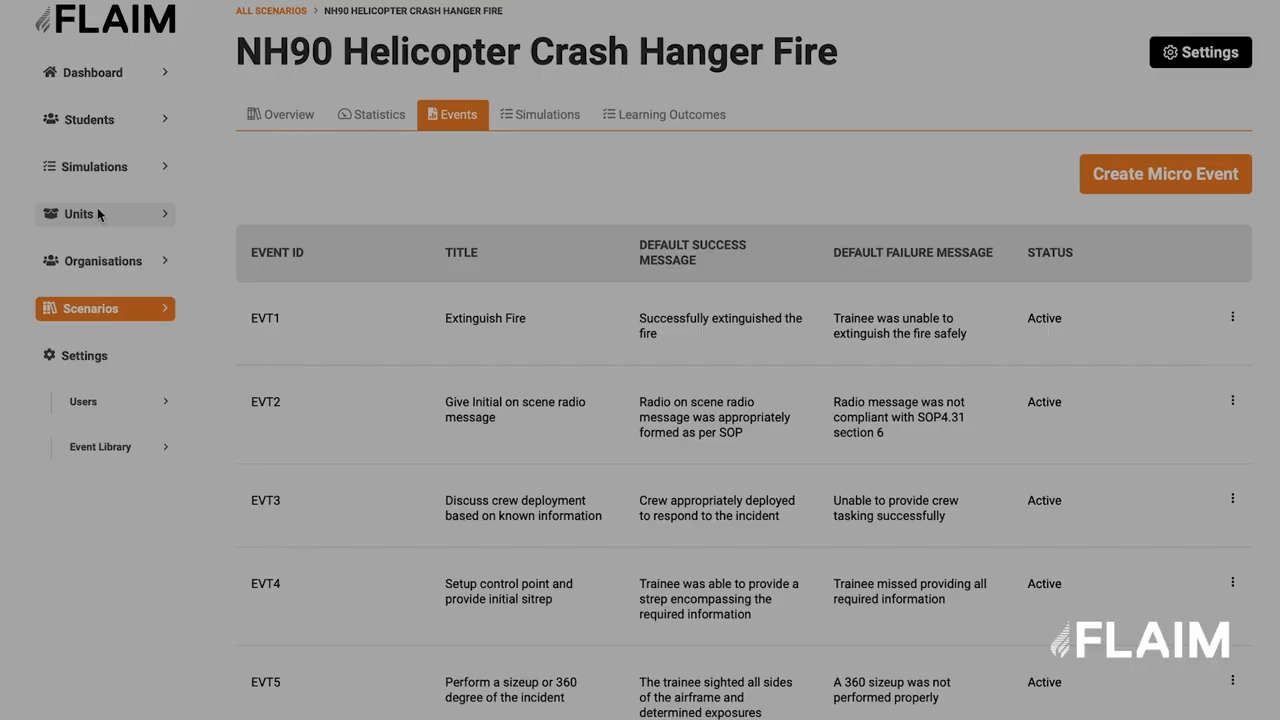 FLAIM
ALL SCENARIOS > NH90 HELICOPTER CRASH HANGER FIRE
NH90 Helicopter Crash Hanger Fire
Settings
Dashboard
Students
Simulations
Units
Organisations
Scenarios
Settings
Users
Event Library
Overview
Statistics
Events
Simulations
Learning Outcomes
Create Micro Event
EVENT ID
TITLE
DEFAULT SUCCESS
MESSAGE
DEFAULT FAILURE MESSAGE
STATUS
EVT1
Extinguish Fire
Successfully extinguished the
fire
Trainee was unable to
extinguish the fire safely
Active
EVT2
Give Initial on scene radio
message
Radio on scene radio
message was appropriately
formed as per SOP
Radio message was not
compliant with SOP4.31
section 6
Active
EVT3
Discuss crew deployment
based on known information
Crew appropriately deployed
to respond to the incident
Unable to provide crew
tasking successfully
Active
EVT4
Setup control point and
provide initial sitrep
Trainee was able to provide a
strep encompassing the
required information
Trainee missed providing all
required information
Active
EVT5
Perform a sizeup or 360
degree of the incident
The trainee sighted all sides
of the airframe and
determined exposures
A 360 sizeup was not
performed properly
Active
FLAIM